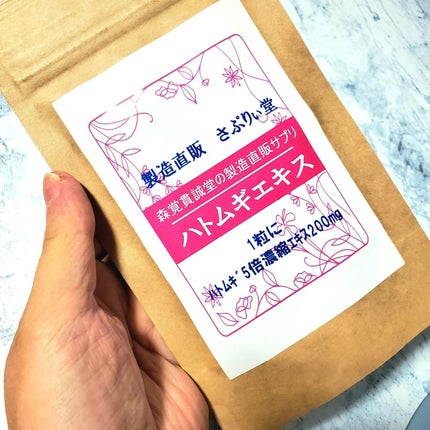 製造直販 さぷりぃ堂
森覚貫誠堂の製造直販サプリ
ハトムギエキス
1粒に
ハトムギ5倍濃縮エキス200mg